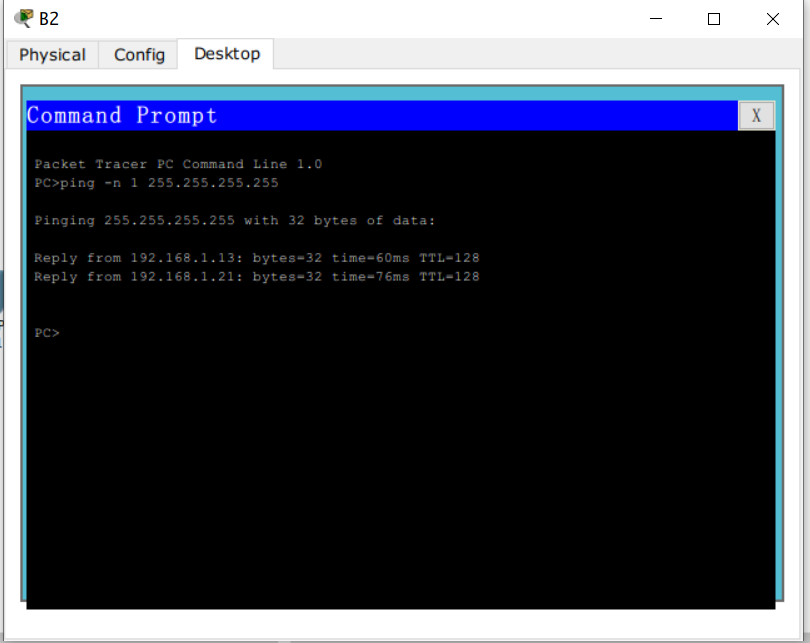 B2
Physical Config Desktop
Command Prompt X
Packet Tracer PC Command Line 1.0
PC>ping -n 1 255.255.255.255
Pinging 255.255.255.255 with 32 bytes of data:
Reply from 192.168.1.13: bytes=32 time=60ms TTL=128
Reply from 192.168.1.21: bytes=32 time=76ms TTL=128
PC>